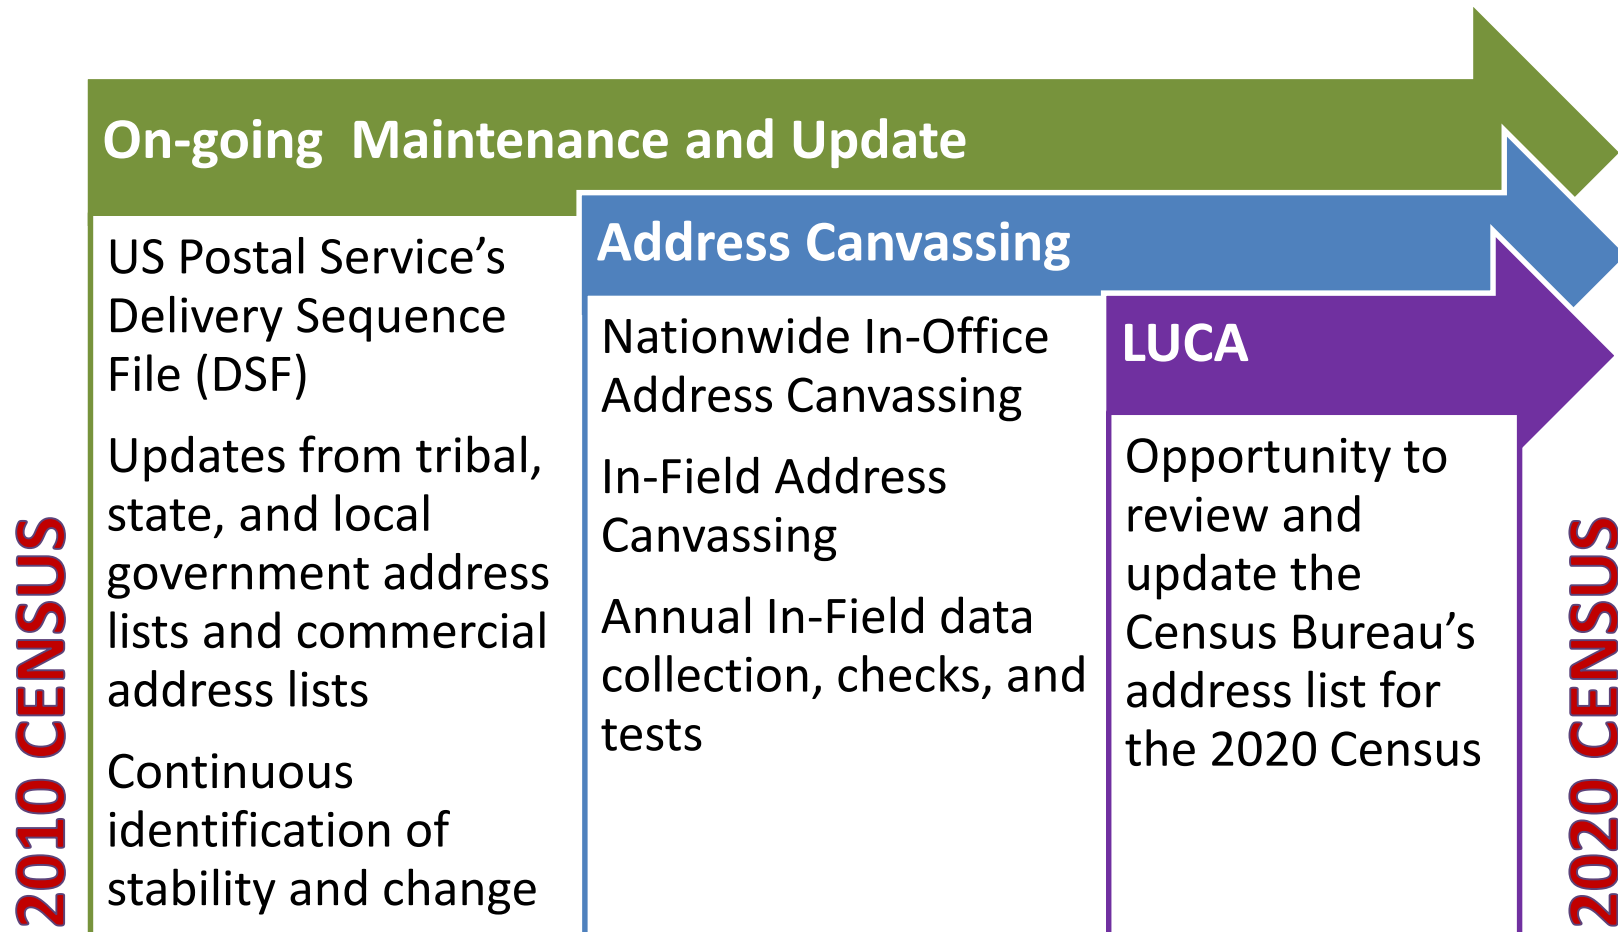 On-going  Maintenance and Update
US Postal Service’s
Delivery Sequence
File (DSF)
Updates from tribal,
state, and local
government address
lists and commercial
address lists
Continuous
identification of
stability and change
Address Canvassing
Nationwide In-Office
Address Canvassing
In-Field Address
Canvassing
Annual In-Field data
collection, checks, and
tests
LUCA
Opportunity to
review and
update the
Census Bureau’s
address list for
the 2020 Census
2010 CENSUS
2020 CENSUS